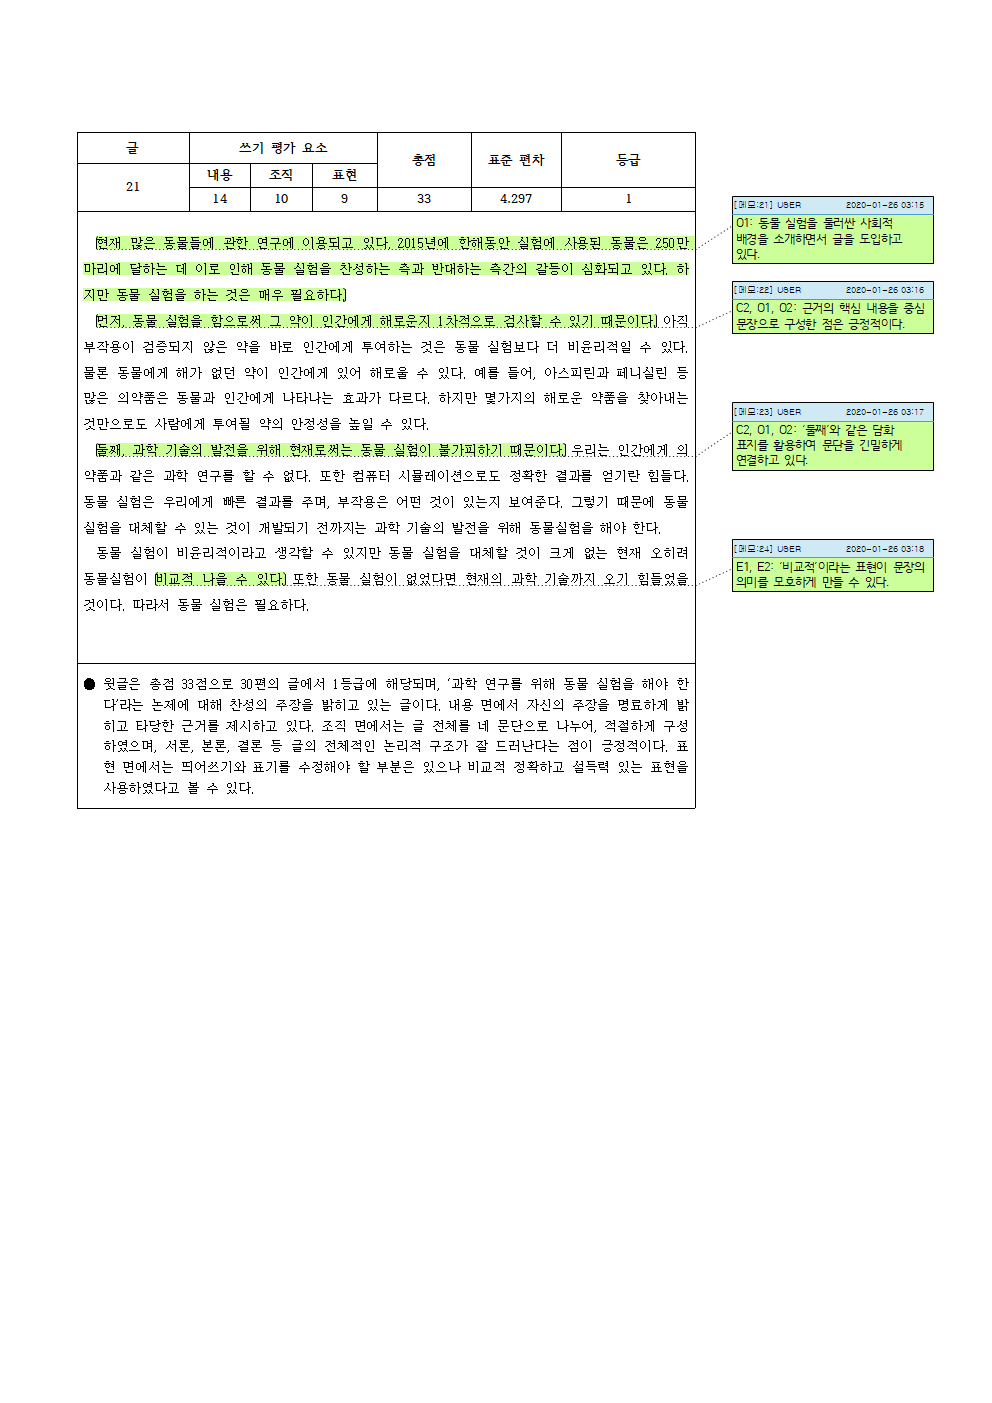 글 쓰기 평가 요소 총점 표준 편차 등급
21 내용 조직 표현
14 10 9 33 4.297 1
현재 많은 동물들에 관한 연구에 이용되고 있다. 2015년에 한해동안 실험에 사용된 동물은 250만
마리에 달하는 데 이로 인해 동물 실험을 찬성하는 측과 반대하는 측간의 갈등이 심화되고 있다. 하
지만 동물 실험을 하는 것은 매우 필요하다.
먼저, 동물 실험을 함으로써 그 약이 인간에게 해로운지 1차적으로 검사할 수 있기 때문이다. 아직
부작용이 검증되지 않은 약을 바로 인간에게 투여하는 것은 동물 실험보다 더 비윤리적일 수 있다.
물론 동물에게 해가 없던 약이 인간에게 있어 해로울 수 있다. 예를 들어, 아스피린과 페니실린 등
많은 의약품은 동물과 인간에게 나타나는 효과가 다르다. 하지만 몇가지의 해로운 약품을 찾아내는
것만으로도 사람에게 투여될 약의 안정성을 높일 수 있다.
둘째, 과학 기술의 발전을 위해 현재로써는 동물 실험이 불가피하기 때문이다. 우리는 인간에게 의
약품과 같은 과학 연구를 할 수 없다. 또한 컴퓨터 시뮬레이션으로도 정확한 결과를 얻기란 힘들다.
동물 실험은 우리에게 빠른 결과를 주며, 부작용은 어떤 것이 있는지 보여준다. 그렇기 때문에 동물
실험을 대체할 수 있는 것이 개발되기 전까지는 과학 기술의 발전을 위해 동물실험을 해야 한다.
동물 실험이 비윤리적이라고 생각할 수 있지만 동물 실험을 대체할 것이 크게 없는 현재 오히려
동물실험이 비교적 나을 수 있다. 또한 동물 실험이 없었다면 현재의 과학 기술까지 오기 힘들었을
것이다. 따라서 동물 실험은 필요하다.
● 윗글은 총점 33점으로 30편의 글에서 1등급에 해당되며, ‘과학 연구를 위해 동물 실험을 해야 한
다’라는 논제에 대해 찬성의 주장을 밝히고 있는 글이다. 내용 면에서 자신의 주장을 명료하게 밝
히고 타당한 근거를 제시하고 있다. 조직 면에서는 글 전체를 네 문단으로 나누어, 적절하게 구성
하였으며, 서론, 본론, 결론 등 글의 전체적인 논리적 구조가 잘 드러난다는 점이 긍정적이다. 표
현 면에서는 띄어쓰기와 표기를 수정해야 할 부분은 있으나 비교적 정확하고 설득력 있는 표현을
사용하였다고 볼 수 있다.
[메모:21] USER 2020-01-26 03:15
O1: 동물 실험을 둘러싼 사회적
배경을 소개하면서 글을 도입하고
있다.
[메모:22] USER 2020-01-26 03:16
C2, O1, O2: 근거의 핵심 내용을 중심
문장으로 구성한 점은 긍정적이다.
[메모:23] USER 2020-01-26 03:17
C2, O1, O2: ‘둘째’와 같은 담화
표지를 활용하여 문단을 긴밀하게
연결하고 있다.
[메모:24] USER 2020-01-26 03:18
E1, E2: ‘비교적’이라는 표현이 문장의
의미를 모호하게 만들 수 있다.